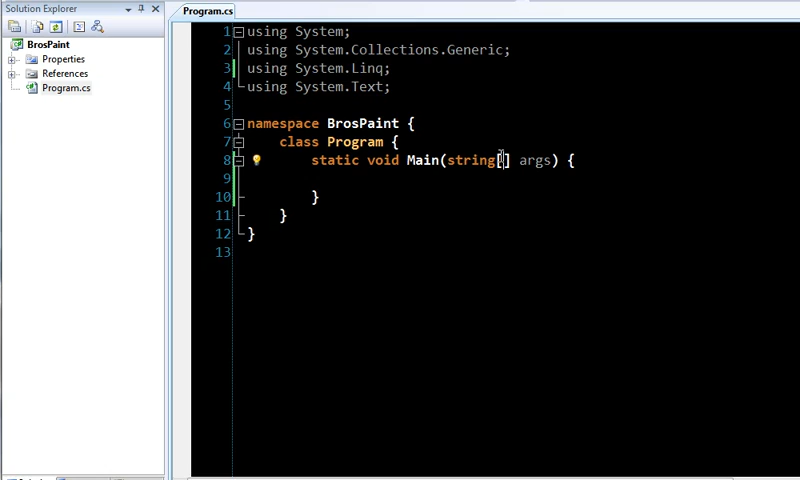 Solution Explorer
BrosPaint
Properties
References
Program.cs
Program.cs
1 using System;
2 using System.Collections.Generic;
3 using System.Linq;
4 using System.Text;
5
6 namespace BrosPaint {
7 class Program {
8 static void Main(string[] args) {
9
10 }
11 }
12 }
13